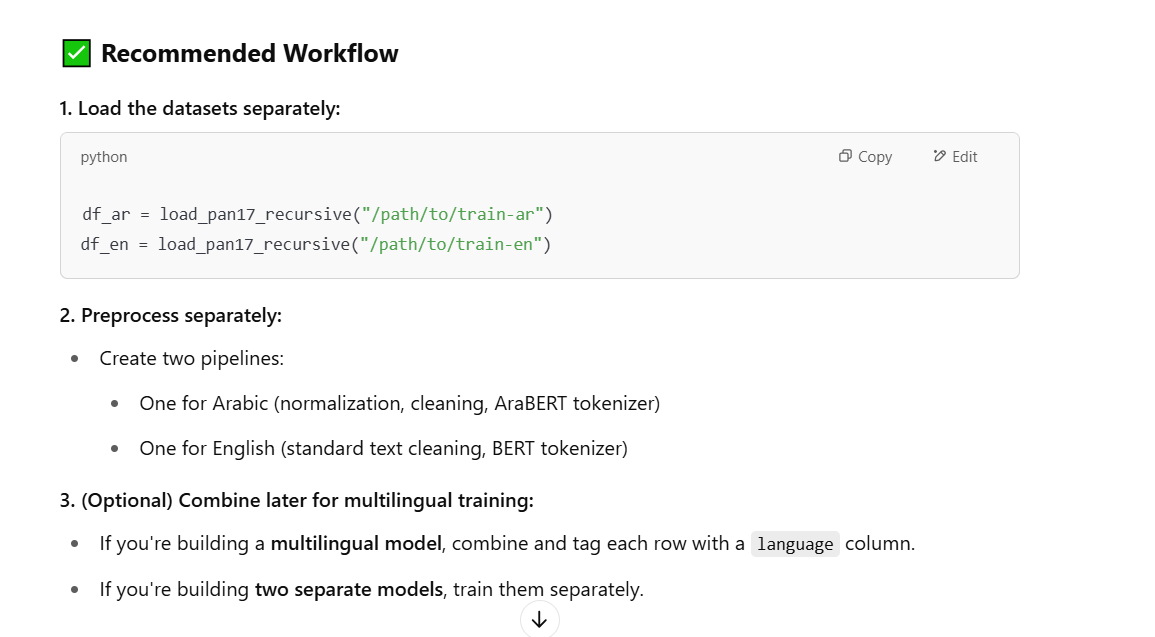 ✅ Recommended Workflow
1. Load the datasets separately:
python
Copy
Edit
df_ar = load_pan17_recursive("/path/to/train-ar")
df_en = load_pan17_recursive("/path/to/train-en")
2. Preprocess separately:
• Create two pipelines:
• One for Arabic (normalization, cleaning, AraBERT tokenizer)
• One for English (standard text cleaning, BERT tokenizer)
3. (Optional) Combine later for multilingual training:
• If you're building a multilingual model, combine and tag each row with a language column.
• If you're building two separate models, train them separately.